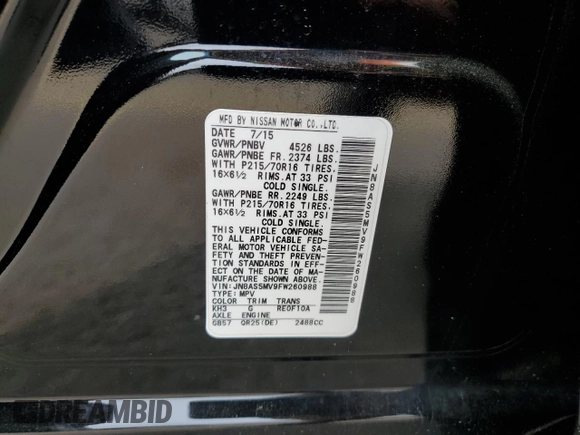 MFD BY NISSAN MOTOR CO.,LTD.
DATE 7/15
GVWR/PNBV 4526 LBS.
GAWR/PNBE FR. 2374 LBS.
WITH P215/70R16 TIRES.
16X6½ RIMS.AT 33 PSI
COLD SINGLE.
GAWR/PNBE RR. 2249 LBS.
WITH P215/70R16 TIRES.
16X6½ RIMS.AT 33 PSI
COLD SINGLE.
THIS VEHICLE CONFORMS
TO ALL APPLICABLE FED-
ERAL MOTOR VEHICLE SA-
FETY AND THEFT PREVEN-
TION STANDARDS IN EFF-
ECT ON THE DATE OF MA-
NUFACTURE SHOWN ABOVE.
VIN:JN8AS5MV9FW260988
TYPE:MPV
COLOR TRIM TRANS
KH3 G RE0F10A
AXLE ENGINE
GB57 QR25(DE) 2488CC
JN8AS5MV9FW260988
DREAMBID